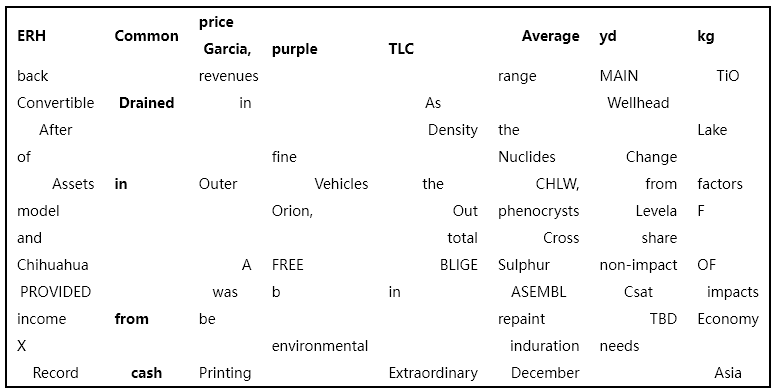 ERH Common price Garcia, purple TLC Average yd kg
back revenues range MAIN TiO
Convertible Drained in As Wellhead
After Density the Lake
of fine Nuclides Change
Assets in Outer Vehicles the CHLW, from factors
model Orion, Out phenocrysts Levela F
and total Cross share
Chihuahua A FREE BLIGE Sulphur non-impact OF
PROVIDED was b in ASEMBL Csat impacts
income from be repaint TBD Economy
X environmental induration needs
Record cash Printing Extraordinary December Asia